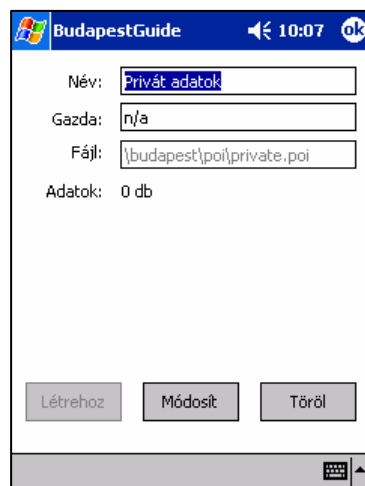 BudapestGuide 10:07 ok
Név: Privát adatok
Gazda: n/a
Fájl: \budapest\poi\private.poi
Adatok: 0 db
Létrehoz Módosít Töröl